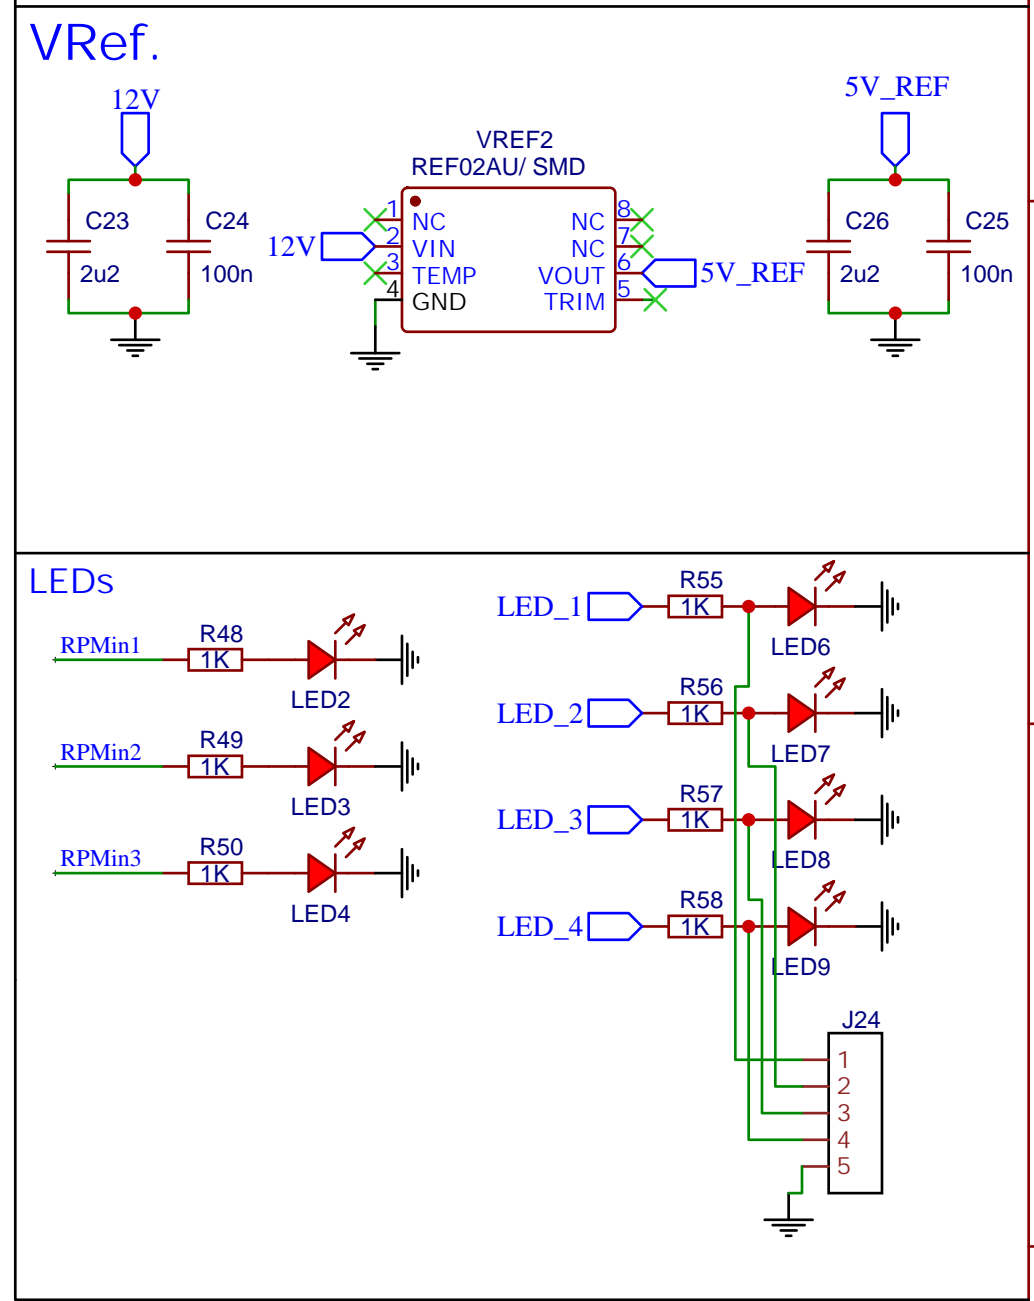 VRef.
12V
5V_REF
VREF2
REF02AU/ SMD
C23
C24
2u2
100n
12V
1 NC
2 VIN
3 TEMP
4 GND
NC 8
NC 7
VOUT 6
TRIM 5
5V_REF
C26
C25
2u2
100n
LEDs
RPMin1
R48
1K
LED2
RPMin2
R49
1K
LED3
RPMin3
R50
1K
LED4
LED_1
R55
1K
LED6
LED_2
R56
1K
LED7
LED_3
R57
1K
LED8
LED_4
R58
1K
LED9
J24
1
2
3
4
5